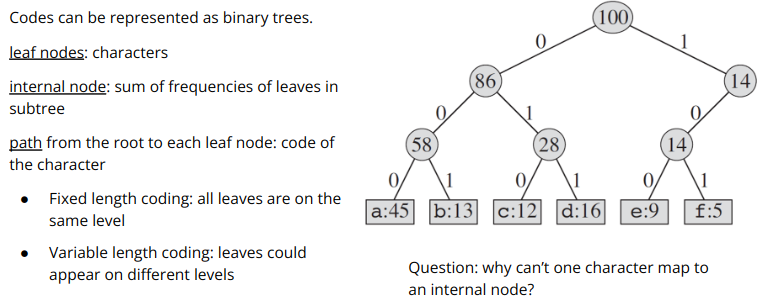 Codes can be represented as binary trees.
leaf nodes: characters
internal node: sum of frequencies of leaves in
subtree
path from the root to each leaf node: code of
the character
● Fixed length coding: all leaves are on the
same level
● Variable length coding: leaves could
appear on different levels
100
0 1
86 14
0 1 0
58 28 14
0 1 0 1 0 1
a:45 b:13 c:12 d:16 e:9 f:5
Question: why can't one character map to
an internal node?